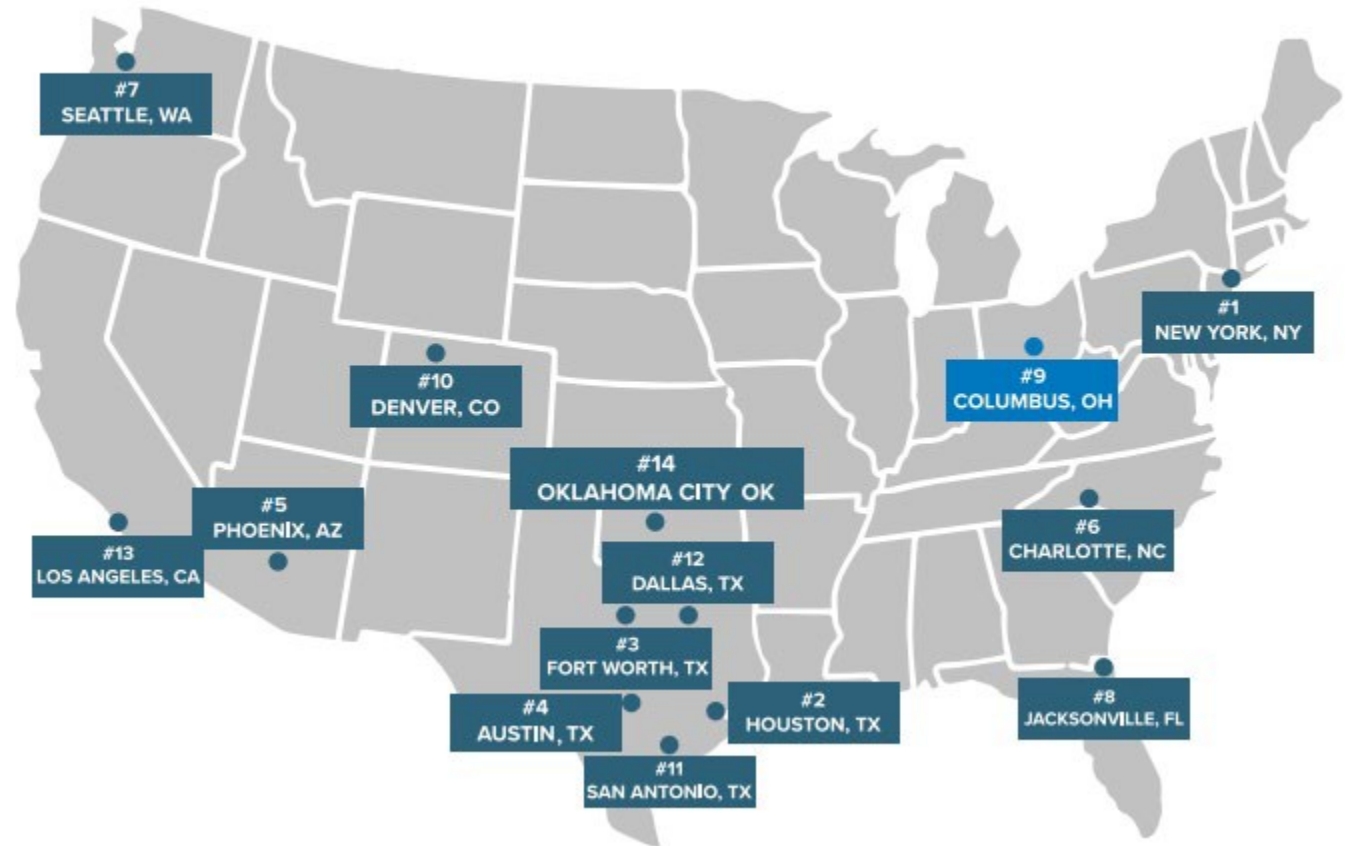 #7
SEATTLE, WA
#1
NEW YORK, NY
#10
DENVER, CO
#9
COLUMBUS, OH
#14
OKLAHOMA CITY OK
#5
PHOENIX, AZ
#6
CHARLOTTE, NC
#13
LOS ANGELES, CA
#12
DALLAS, TX
#3
FORT WORTH, TX
#4
AUSTIN, TX
#2
HOUSTON, TX
#8
JACKSONVILLE, FL
#11
SAN ANTONIO, TX